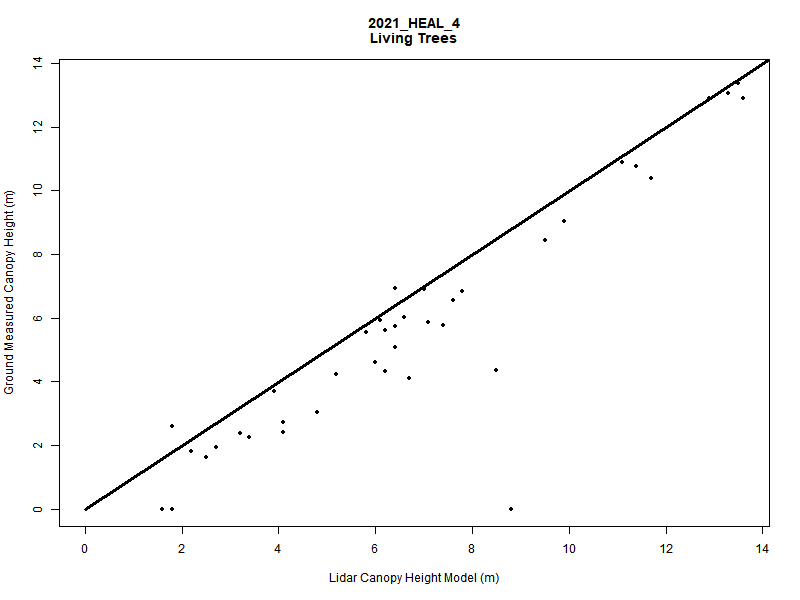 2021_HEAL_4
Living Trees
Ground Measured Canopy Height (m)
14
12
10
8
6
4
2
0
0 2 4 6 8 10 12 14
Lidar Canopy Height Model (m)